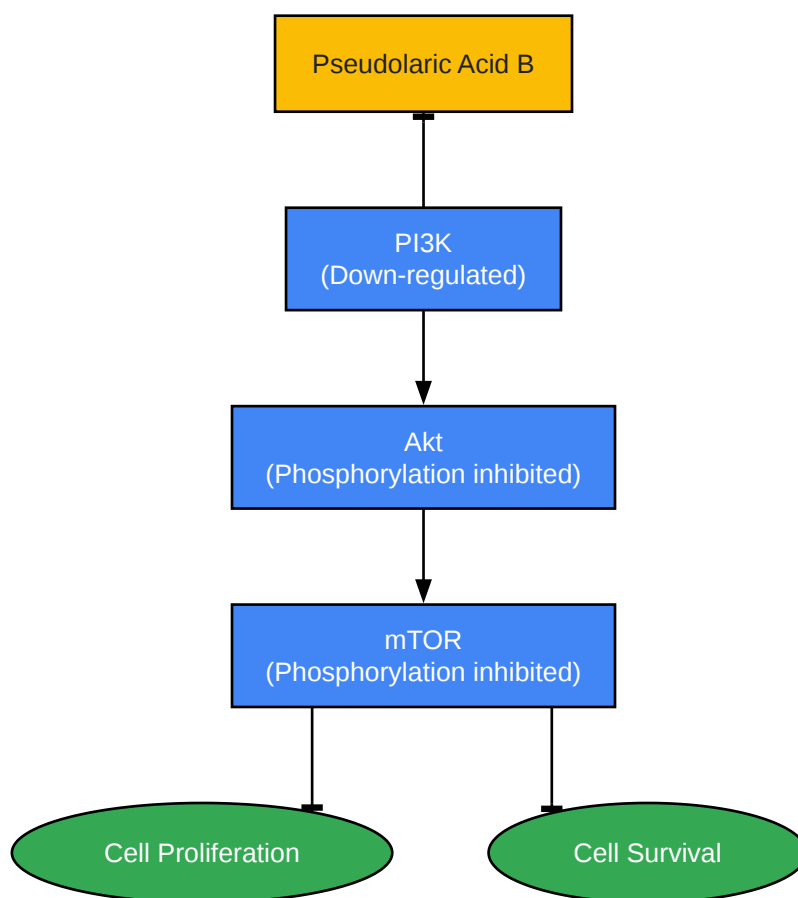 Pseudolaric Acid B
PI3K
(Down-regulated)
Akt
(Phosphorylation inhibited)
mTOR
(Phosphorylation inhibited)
Cell Proliferation
Cell Survival